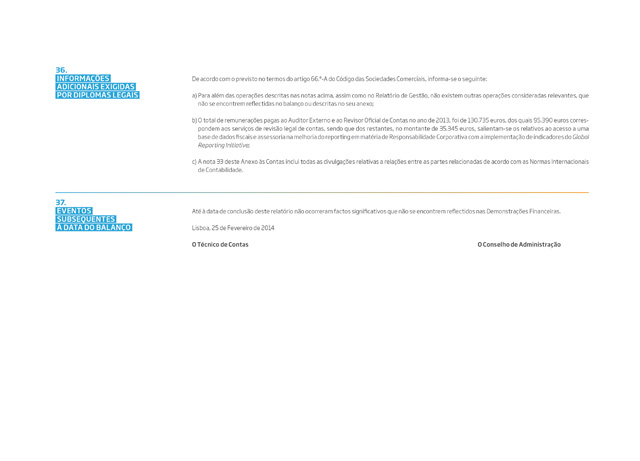 36.
INFORMAÇÕES
ADICIONAIS EXIGIDAS
POR DIPLOMAS LEGAIS
De acordo com o previsto no termos do artigo 66.º-A do Código das Sociedades Comerciais, informa-se o seguinte:
a) Para além das operações descritas nas notas acima, assim como no Relatório de Gestão, não existem outras operações consideradas relevantes, que
não se encontrem reflectidas no balanço ou descritas no seu anexo;
b) O total de remunerações pagas ao Auditor Externo e ao Revisor Oficial de Contas no ano de 2013, foi de 130.735 euros, dos quais 95.390 euros corres-
pondem aos serviços de revisão legal de contas, sendo que dos restantes, no montante de 35.345 euros, salientam-se os relativos ao acesso a uma
base de dados fiscais e assessoria na melhoria do reporting em matéria de Responsabilidade Corporativa com a implementação de Indicadores do Global
Reporting Initiative;
c) A nota 33 deste Anexo às Contas inclui todas as divulgações relativas a relações entre as partes relacionadas de acordo com as Normas Internacionais
de Contabilidade.
37.
EVENTOS
SUBSEQUENTES
À DATA DO BALANÇO
Até à data de conclusão deste relatório não ocorreram factos significativos que não se encontrem reflectidos nas Demonstrações Financeiras.
Lisboa, 25 de Fevereiro de 2014
O Técnico de Contas
O Conselho de Administração